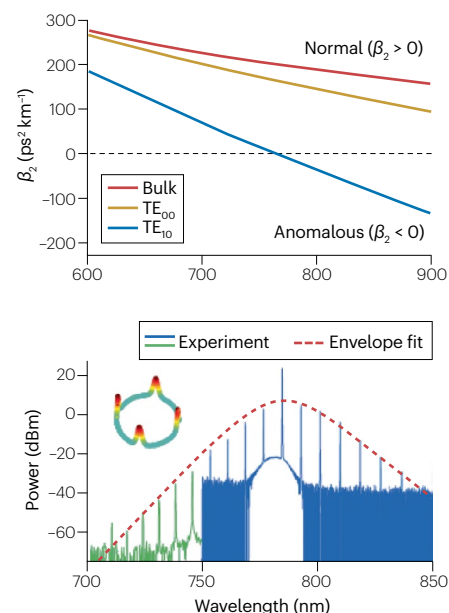 300
200
100
0
−100
−200
β₂ (ps² km⁻¹)
Normal (β₂ > 0)
Bulk
TE₀₀
TE₁₀
Anomalous (β₂ < 0)
600 700 800 900
Experiment Envelope fit
20
0
−20
−40
−60
Power (dBm)
700 750 800 850
Wavelength (nm)